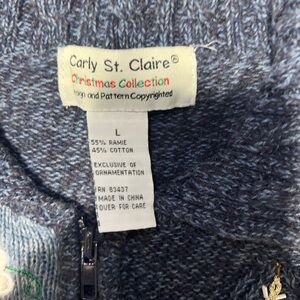 Carly St. Claire®
Christmas Collection
and Pattern Copyrighted
L
55% RAMIE
45% COTTON
EXCLUSIVE OF
ORNAMENTATION
RN 83437
MADE IN CHINA
OVER FOR CARE